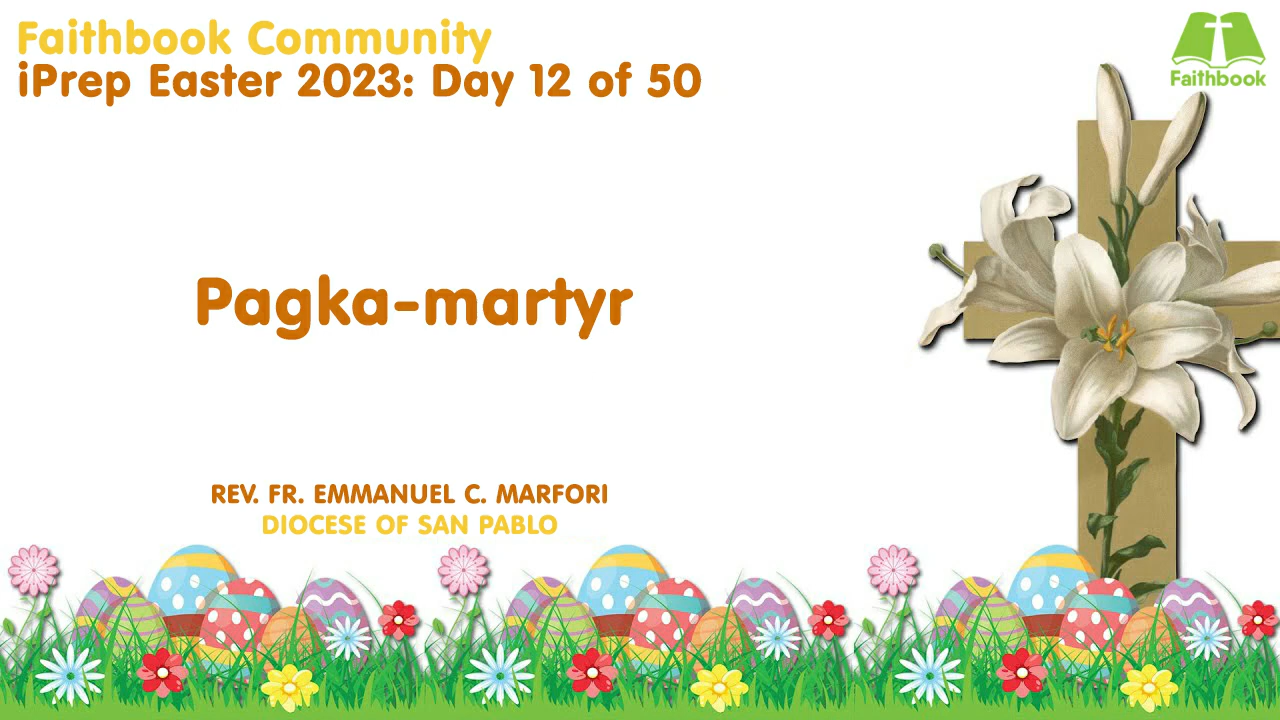 Faithbook Community
iPrep Easter 2023: Day 12 of 50
Faithbook
Pagka-martyr
REV. FR. EMMANUEL C. MARFORI
DIOCESE OF SAN PABLO